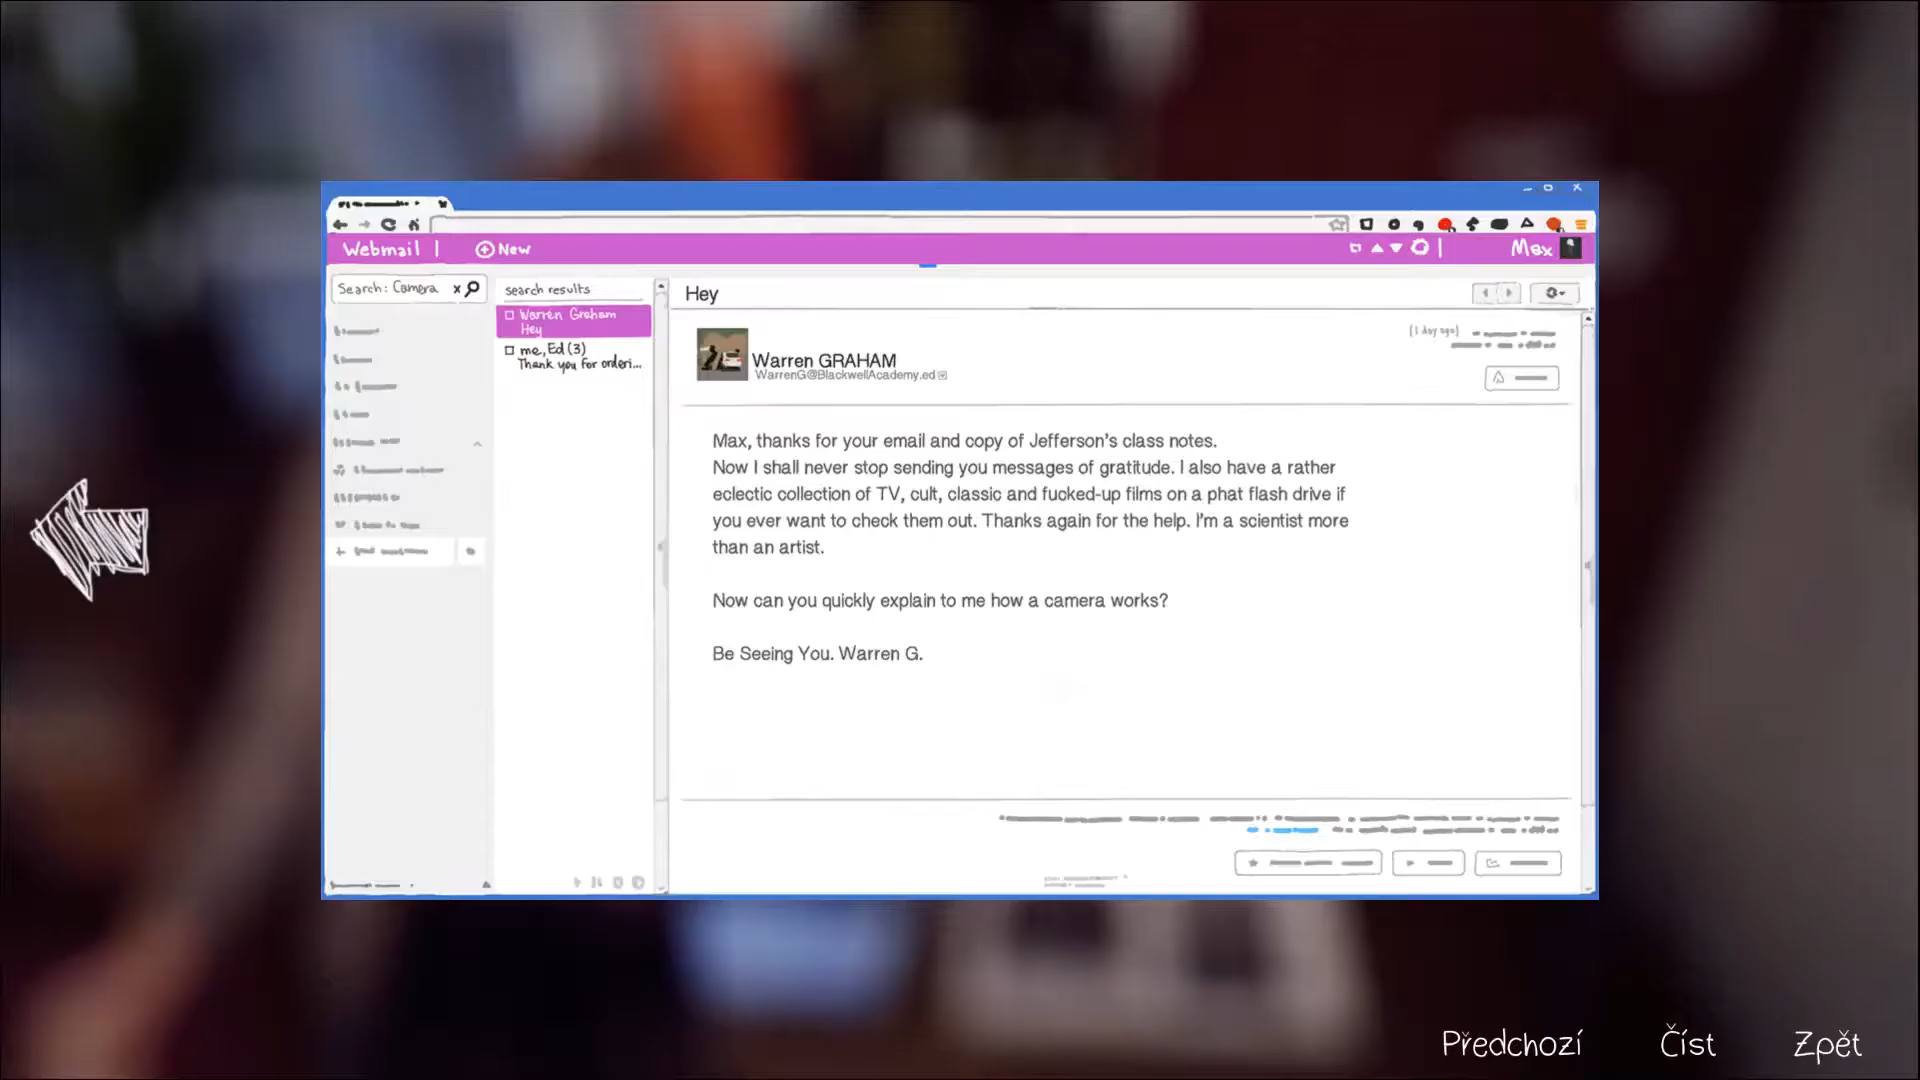 Webmail | New
Max
Search: Camera x
search results
Warren Graham
Hey
me, Ed (3)
Thank you for orderi...
Hey
[1 day ago]
Warren GRAHAM
WarrenG@BlackwellAcademy.ed
Max, thanks for your email and copy of Jefferson's class notes.
Now I shall never stop sending you messages of gratitude. I also have a rather
eclectic collection of TV, cult, classic and fucked-up films on a phat flash drive if
you ever want to check them out. Thanks again for the help. I'm a scientist more
than an artist.
Now can you quickly explain to me how a camera works?
Be Seeing You. Warren G.
Předchozí
Číst
Zpět